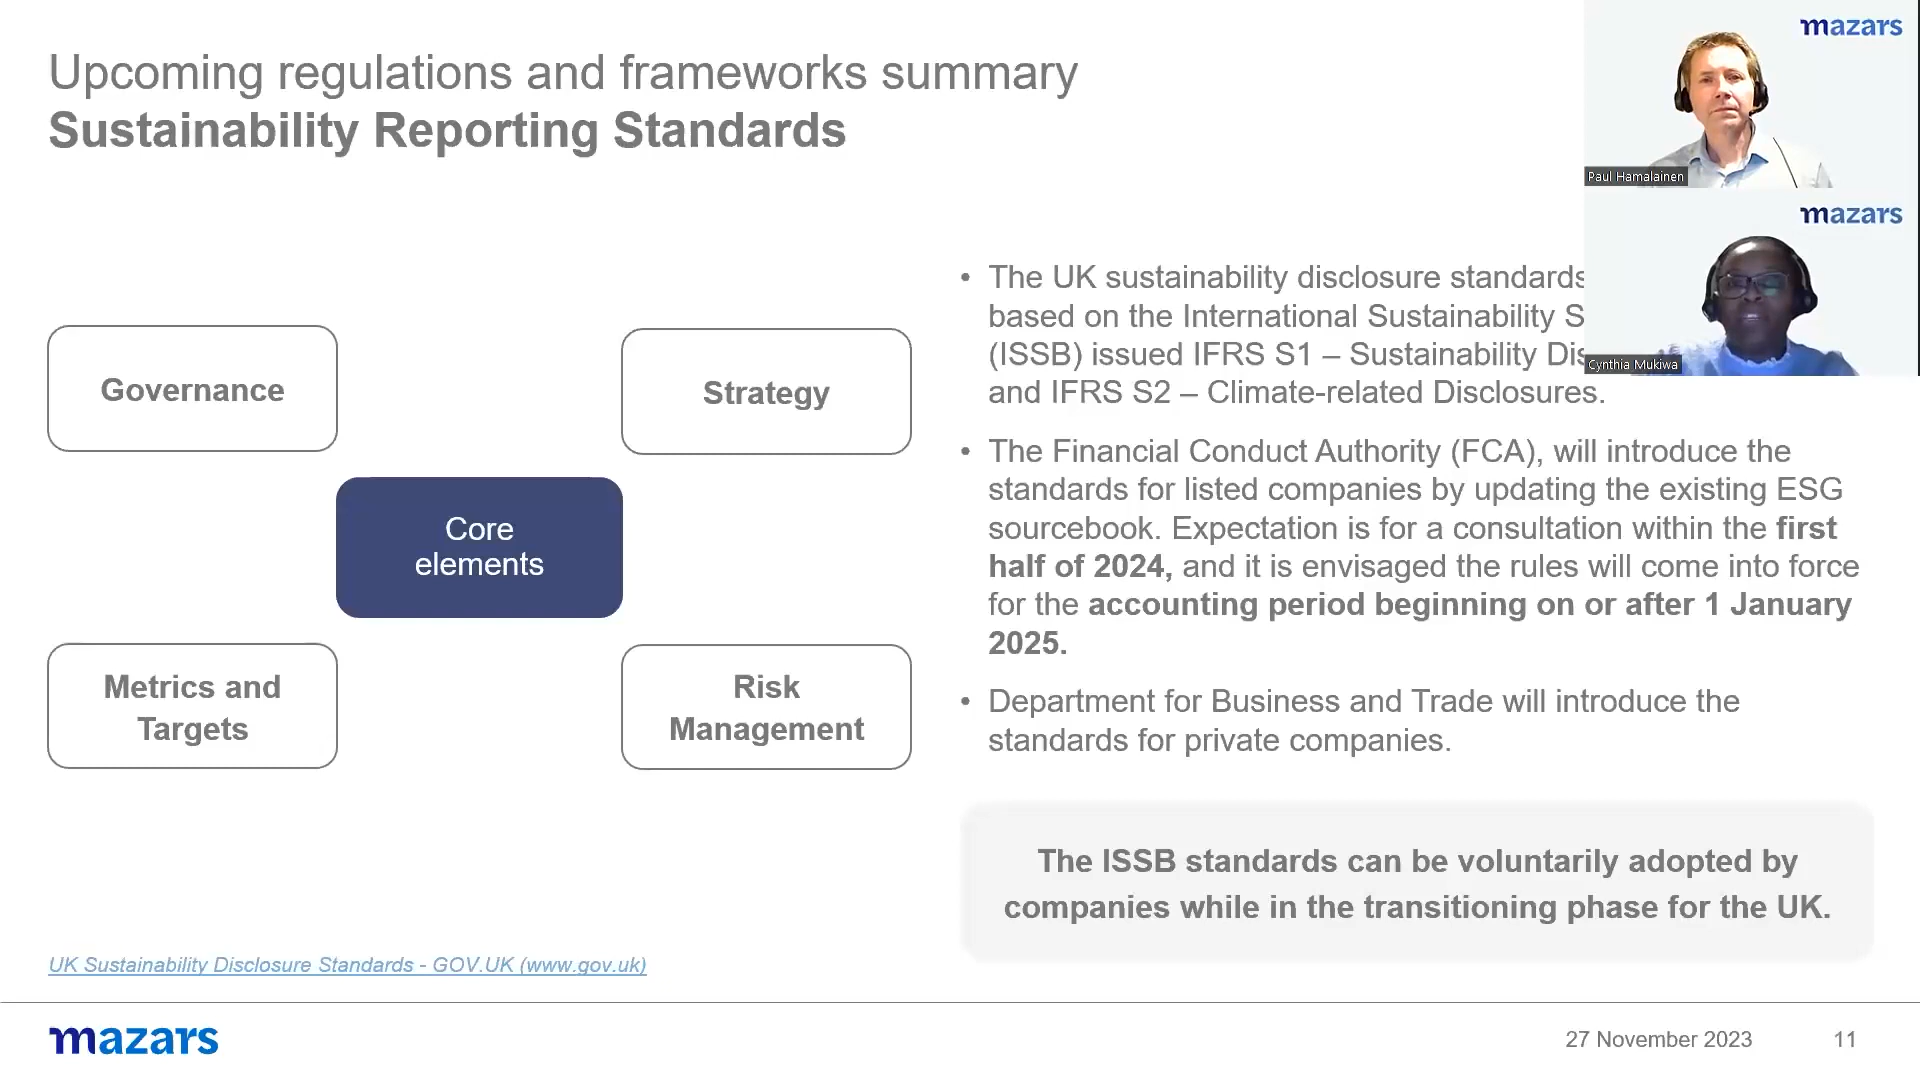 Upcoming regulations and frameworks summary
Sustainability Reporting Standards
mazars
Paul Hamalainen
mazars
Cynthia Mukiwa
Governance
Strategy
Core
elements
Metrics and
Targets
Risk
Management
• The UK sustainability disclosure standards
based on the International Sustainability
(ISSB) issued IFRS S1 – Sustainability
and IFRS S2 – Climate-related Disclosures.
• The Financial Conduct Authority (FCA), will introduce the
standards for listed companies by updating the existing ESG
sourcebook. Expectation is for a consultation within the first
half of 2024, and it is envisaged the rules will come into force
for the accounting period beginning on or after 1 January
2025.
• Department for Business and Trade will introduce the
standards for private companies.
The ISSB standards can be voluntarily adopted by
companies while in the transitioning phase for the UK.
UK Sustainability Disclosure Standards - GOV.UK (www.gov.uk)
mazars
27 November 2023
11